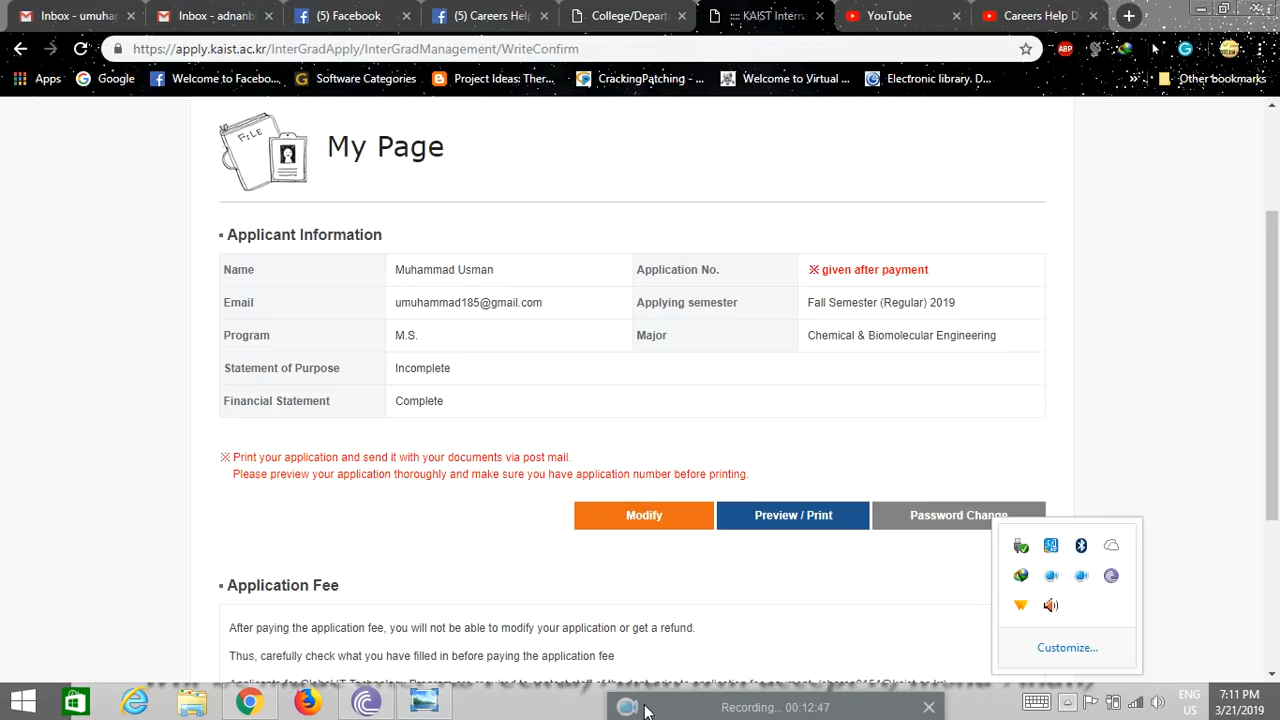 Inbox - muhay
Inbox - adnanb
(5) Facebook
(5) Careers Help
College/Depart
:::: KAIST Intern
YouTube
Careers Help D
https://apply.kaist.ac.kr/InterGradApply/InterGradManagement/WriteConfirm
Apps Google Welcome to Facebo... Software Categories Project Ideas: Ther... CrackingPatching - ... Welcome to Virtual ... Electronic library. D... » Other bookmarks
FILE
My Page
Applicant Information
Name Muhammad Usman Application No. ※ given after payment
Email umuhammad185@gmail.com Applying semester Fall Semester (Regular) 2019
Program M.S. Major Chemical & Biomolecular Engineering
Statement of Purpose Incomplete
Financial Statement Complete
※ Print your application and send it with your documents via post mail.
Please preview your application thoroughly and make sure you have application number before printing.
Modify Preview / Print Password Change
Application Fee
After paying the application fee, you will not be able to modify your application or get a refund.
Thus, carefully check what you have filled in before paying the application fee
Customize...
Recording... 00:12:47
ENG 7:11 PM
US 3/21/2019